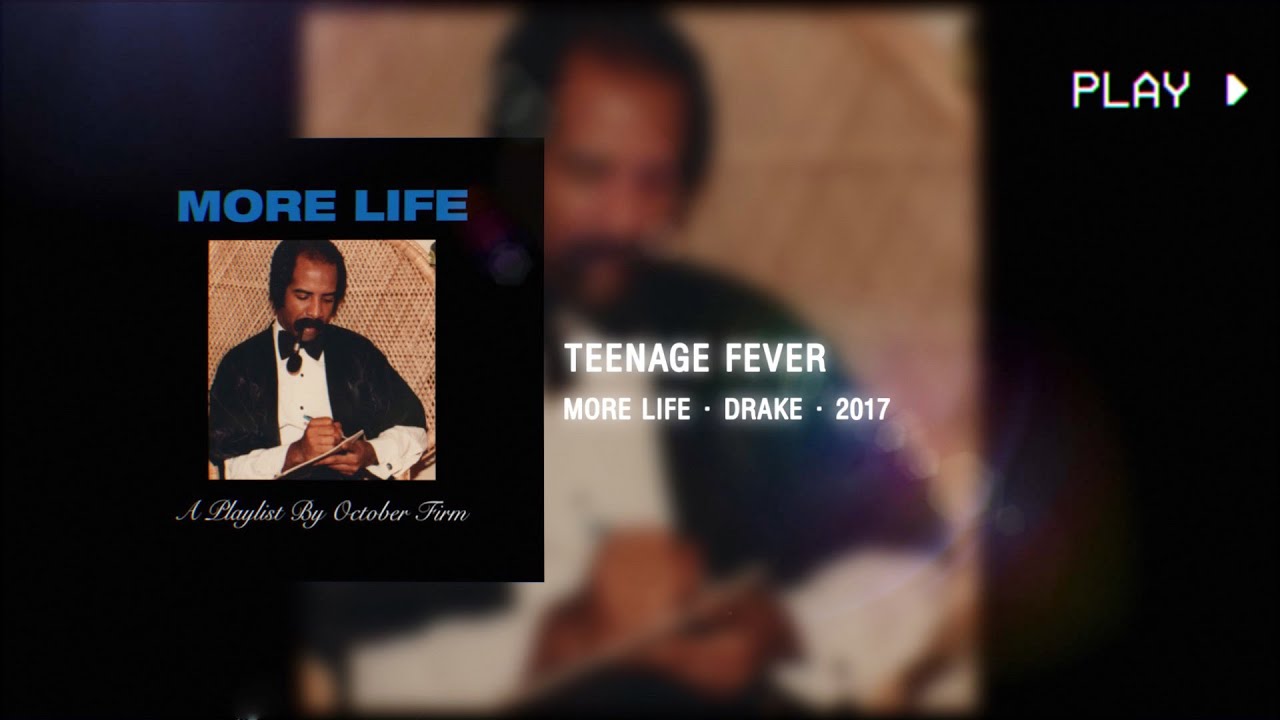 PLAY
MORE LIFE
A Playlist By October Firm
TEENAGE FEVER
MORE LIFE · DRAKE · 2017